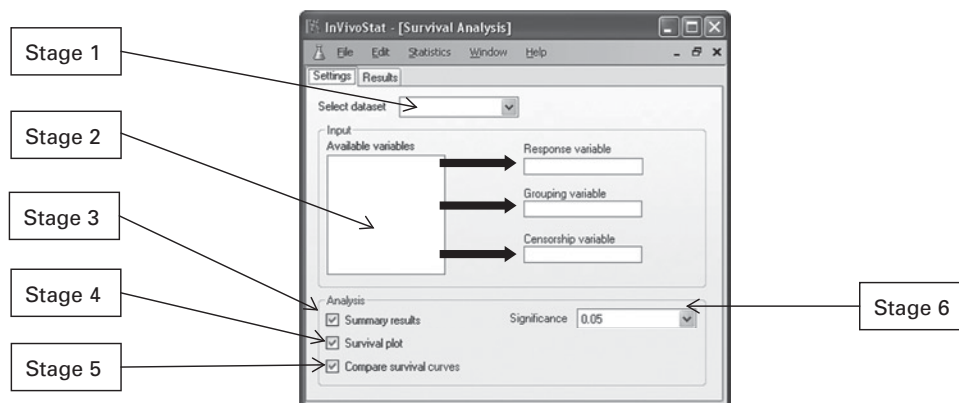 InVivoStat - [Survival Analysis]
File Edit Statistics Window Help
Settings Results
Stage 1
Select dataset
Input
Stage 2
Available variables
Response variable
Grouping variable
Stage 3
Censorship variable
Stage 4
Analysis
Summary results
Significance 0.05
Stage 6
Survival plot
Stage 5
Compare survival curves